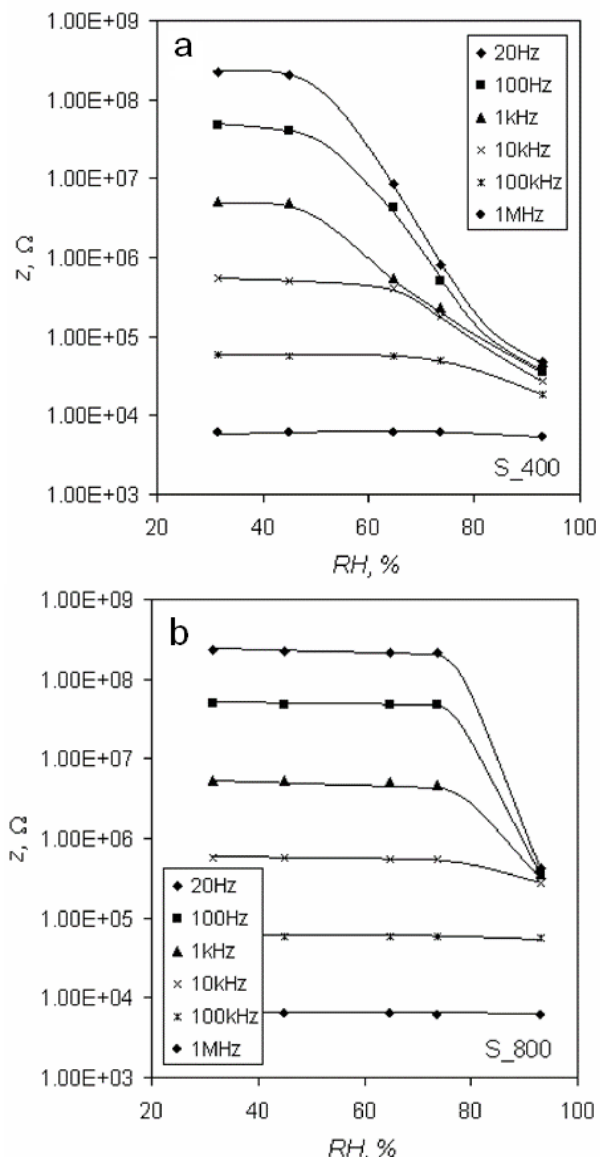 1.00E+09
a
20Hz
100Hz
1kHz
10kHz
100kHz
1MHz
1.00E+08
1.00E+07
1.00E+06
1.00E+05
1.00E+04
1.00E+03
z, Ω
S_400
20 40 60 80 100
RH, %
1.00E+09
b
1.00E+08
1.00E+07
1.00E+06
1.00E+05
1.00E+04
1.00E+03
z, Ω
20Hz
100Hz
1kHz
10kHz
100kHz
1MHz
S_800
20 40 60 80 100
RH, %